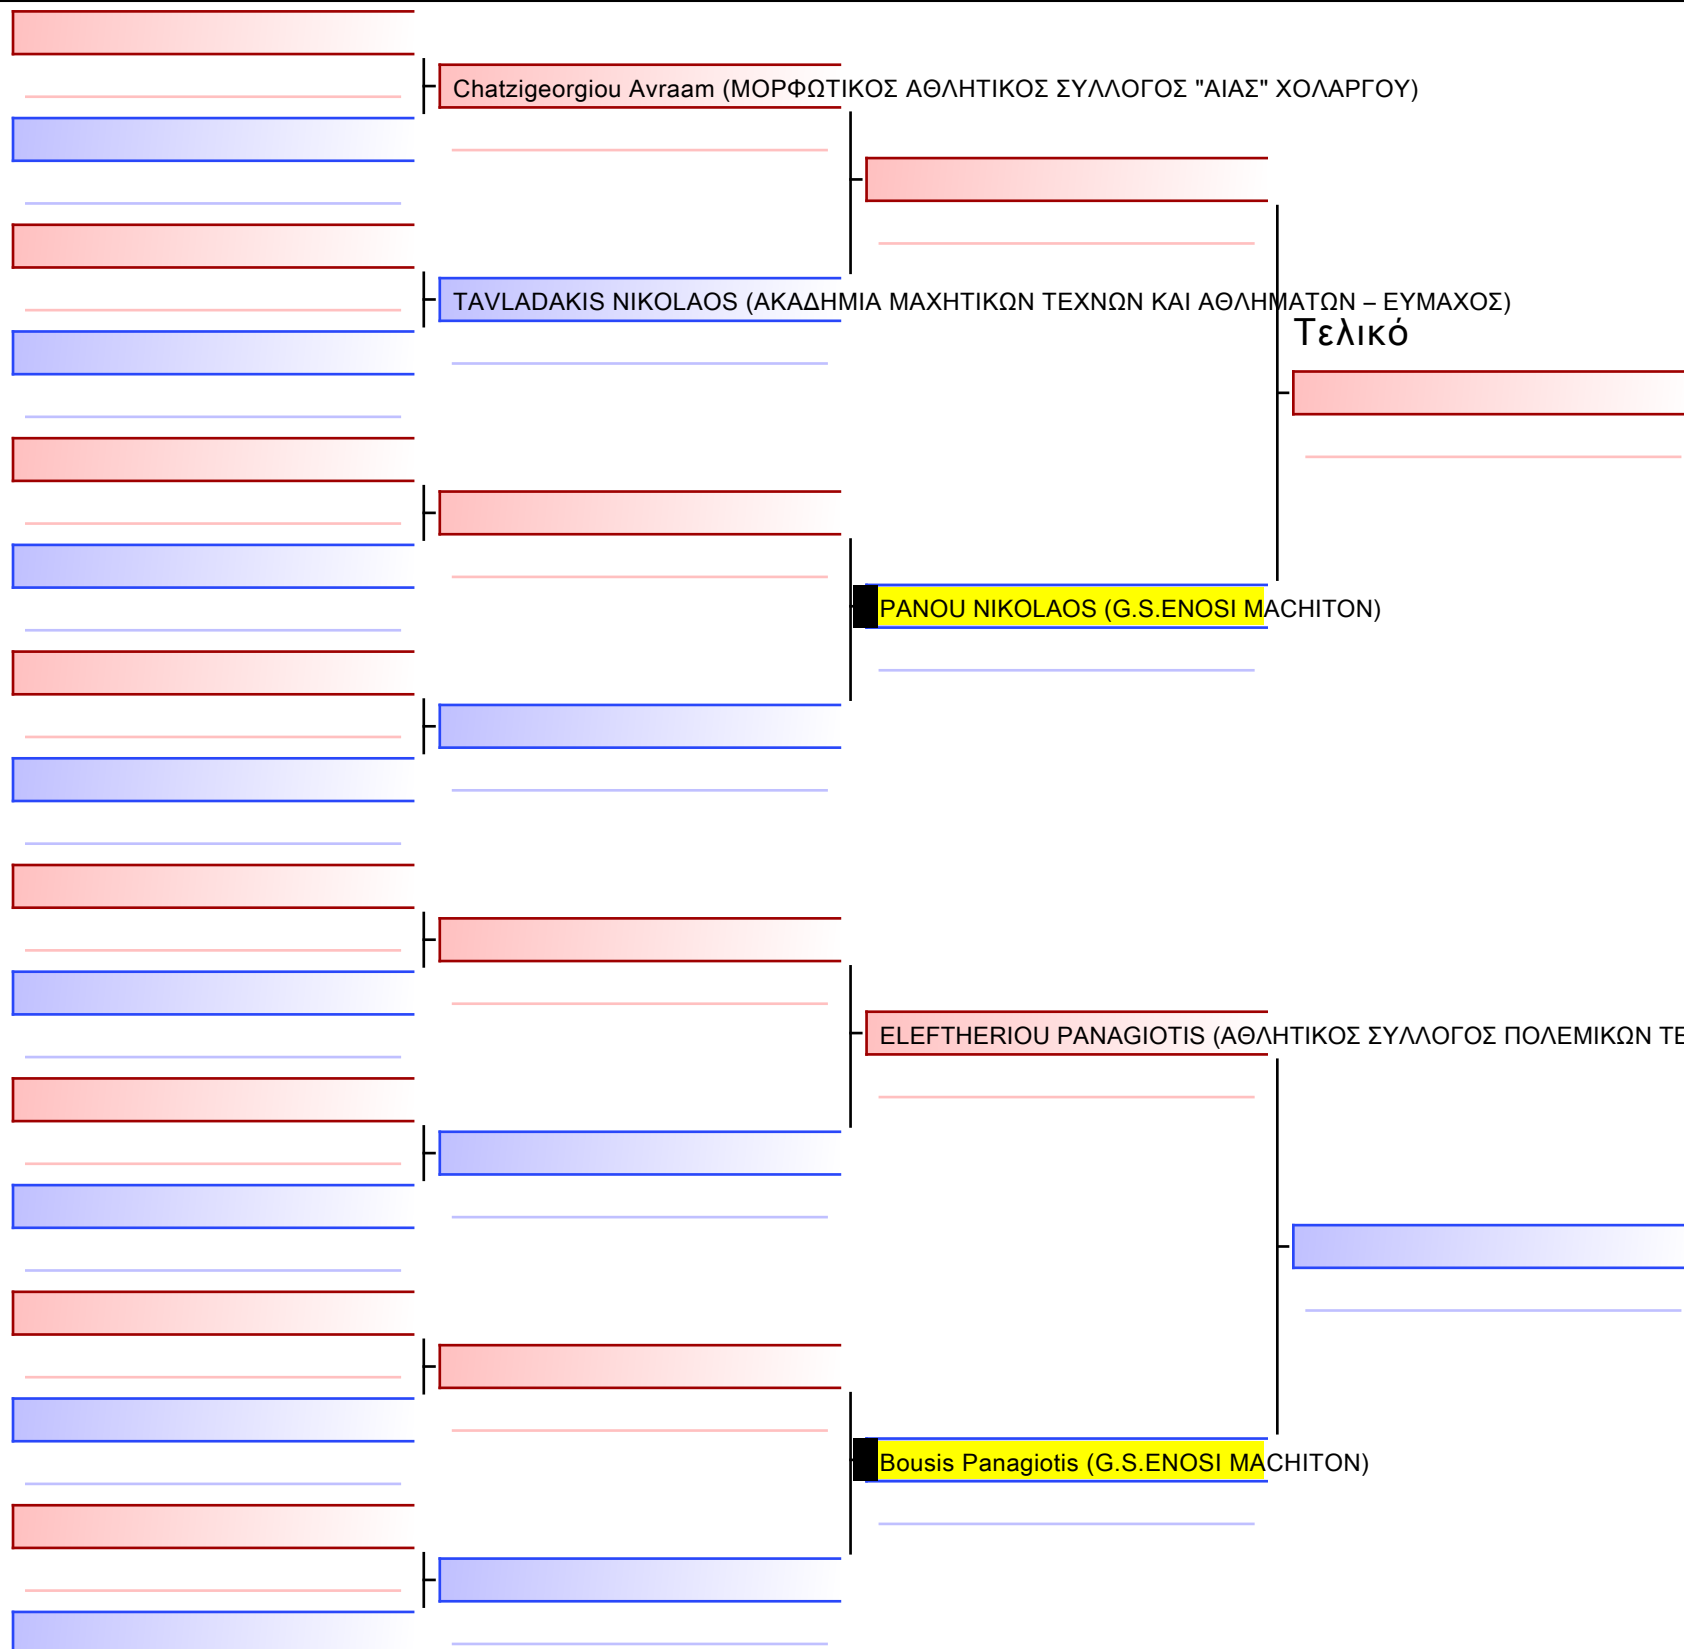 Chatzigeorgiou Avraam (ΜΟΡΦΩΤΙΚΟΣ ΑΘΛΗΤΙΚΟΣ ΣΥΛΛΟΓΟΣ "ΑΙΑΣ" ΧΟΛΑΡΓΟΥ)
TAVLADAKIS NIKOLAOS (ΑΚΑΔΗΜΙΑ ΜΑΧΗΤΙΚΩΝ ΤΕΧΝΩΝ ΚΑΙ ΑΘΛΗΜΑΤΩΝ – ΕΥΜΑΧΟΣ)
Τελικό
PANOU NIKOLAOS (G.S.ENOSI MACHITON)
ELEFTHERIOU PANAGIOTIS (ΑΘΛΗΤΙΚΟΣ ΣΥΛΛΟΓΟΣ ΠΟΛΕΜΙΚΩΝ
Bousis Panagiotis (G.S.ENOSI MACHITON)